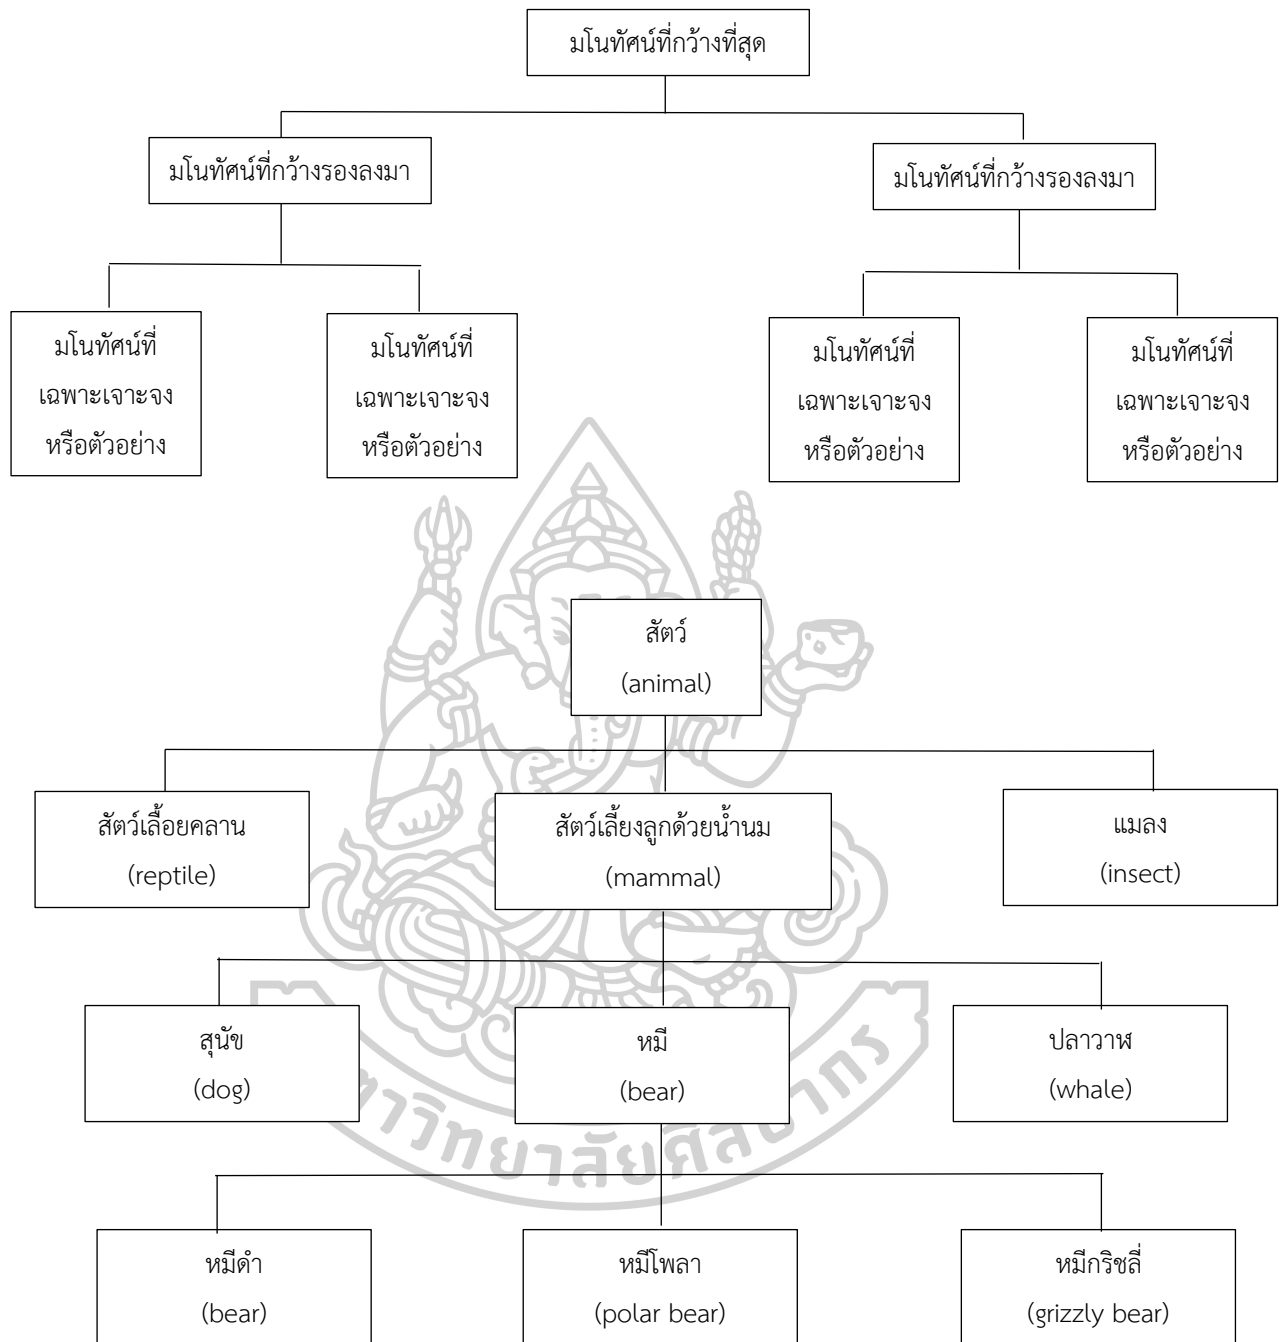 มโนทัศน์ที่กว้างที่สุด
มโนทัศน์ที่กว้างรองลงมา
มโนทัศน์ที่กว้างรองลงมา
มโนทัศน์ที่
เฉพาะเจาะจง
หรือตัวอย่าง
มโนทัศน์ที่
เฉพาะเจาะจง
หรือตัวอย่าง
มโนทัศน์ที่
เฉพาะเจาะจง
หรือตัวอย่าง
มโนทัศน์ที่
เฉพาะเจาะจง
หรือตัวอย่าง
สัตว์
(animal)
สัตว์เลื้อยคลาน
(reptile)
สัตว์เลี้ยงลูกด้วยน้ำนม
(mammal)
แมลง
(insect)
สุนัข
(dog)
หมี
(bear)
ปลาวาฬ
(whale)
หมีดำ
(bear)
หมีโพลา
(polar bear)
หมีกริชลี่
(grizzly bear)